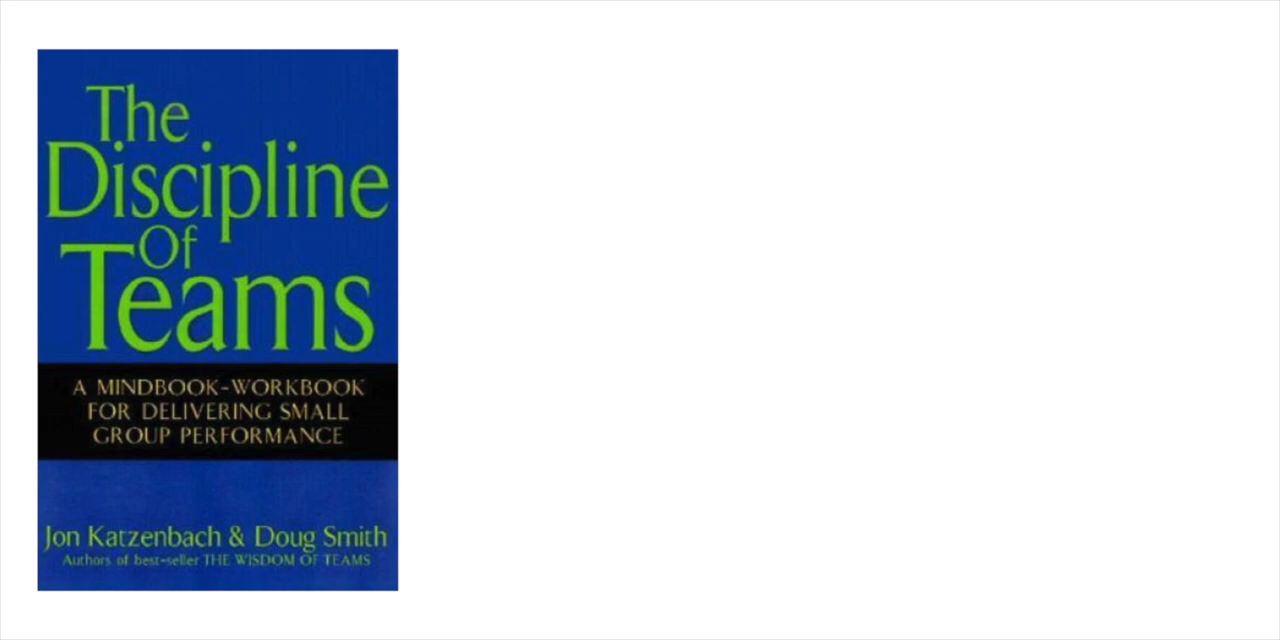 The
Discipline
Of
Teams
A MINDBOOK-WORKBOOK
FOR DELIVERING SMALL
GROUP PERFORMANCE
Jon Katzenbach & Doug Smith
Authors of best-seller THE WISDOM OF TEAMS